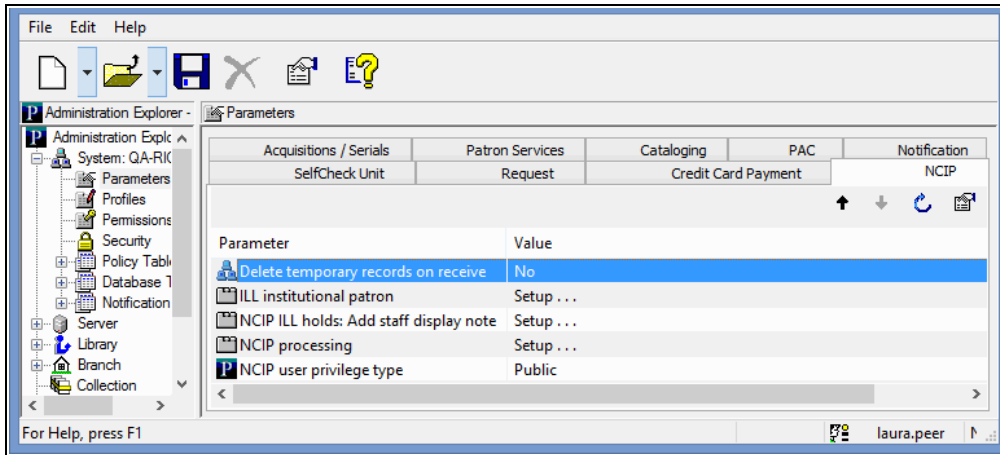 File Edit Help
Administration Explorer -
Parameters
Administration Explc
System: QA-RIC
Parameters
Profiles
Permissions
Security
Policy Tabl
Database T
Notification
Server
Library
Branch
Collection
Acquisitions / Serials Patron Services Cataloging PAC Notification
SelfCheck Unit Request Credit Card Payment NCIP
Parameter Value
Delete temporary records on receive No
ILL institutional patron Setup . . .
NCIP ILL holds: Add staff display note Setup . . .
NCIP processing Setup . . .
NCIP user privilege type Public
For Help, press F1
laura.peer